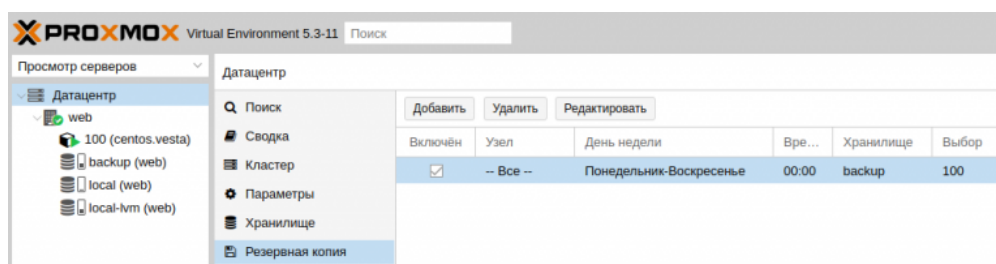 PROXMOX Virtual Environment 5.3-11 Поиск
Просмотр серверов
Датацентр
web
100 (centos.vesta)
backup (web)
local (web)
local-lvm (web)
Датацентр
Поиск
Сводка
Кластер
Параметры
Хранилище
Резервная копия
Добавить Удалить Редактировать
Включён Узел День недели Вре... Хранилище Выбор
-- Все -- Понедельник-Воскресенье 00:00 backup 100